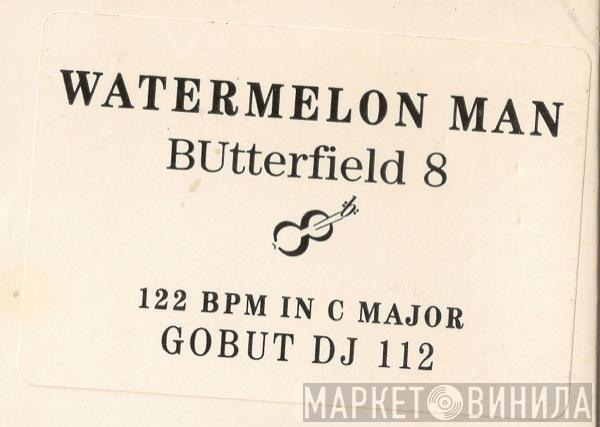 WATERMELON MAN
BUtterfield 8
122 BPM IN C MAJOR
GOBUT DJ 112
МАРКЕТ ВИНИЛА